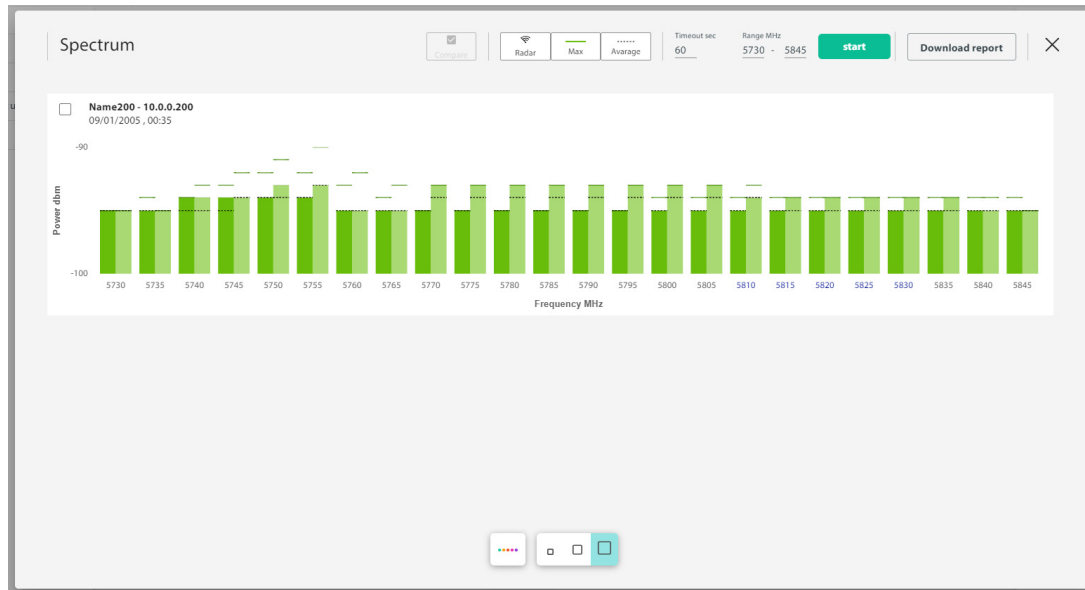 Spectrum
Compare
Radar
Max
Avarage
Timeout sec
60
Range MHz
5730 - 5845
start
Download report
u
Name200 - 10.0.0.200
09/01/2005 , 00:35
-90
Power dbm
-100
5730 5735 5740 5745 5750 5755 5760 5765 5770 5775 5780 5785 5790 5795 5800 5805 5810 5815 5820 5825 5830 5835 5840 5845
Frequency MHz